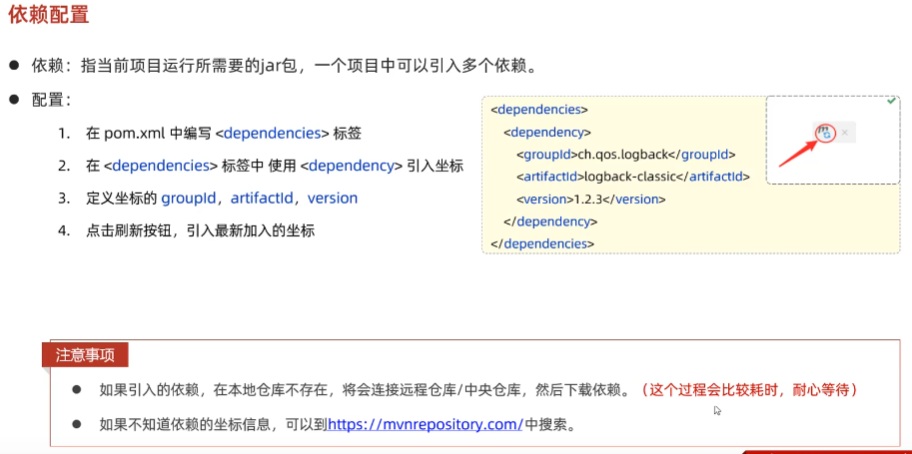 依赖配置
依赖：指当前项目运行所需要的jar包，一个项目中可以引入多个依赖。
配置：
1. 在 pom.xml 中编写 <dependencies> 标签
2. 在 <dependencies> 标签中 使用 <dependency> 引入坐标
3. 定义坐标的 groupId，artifactId，version
4. 点击刷新按钮，引入最新加入的坐标
<dependencies>
<dependency>
<groupId>ch.qos.logback</groupId>
<artifactId>logback-classic</artifactId>
<version>1.2.3</version>
</dependency>
</dependencies>
注意事项
如果引入的依赖，在本地仓库不存在，将会连接远程仓库/中央仓库，然后下载依赖。（这个过程会比较耗时，耐心等待）
如果不知道依赖的坐标信息，可以到https://mvnrepository.com/中搜索。